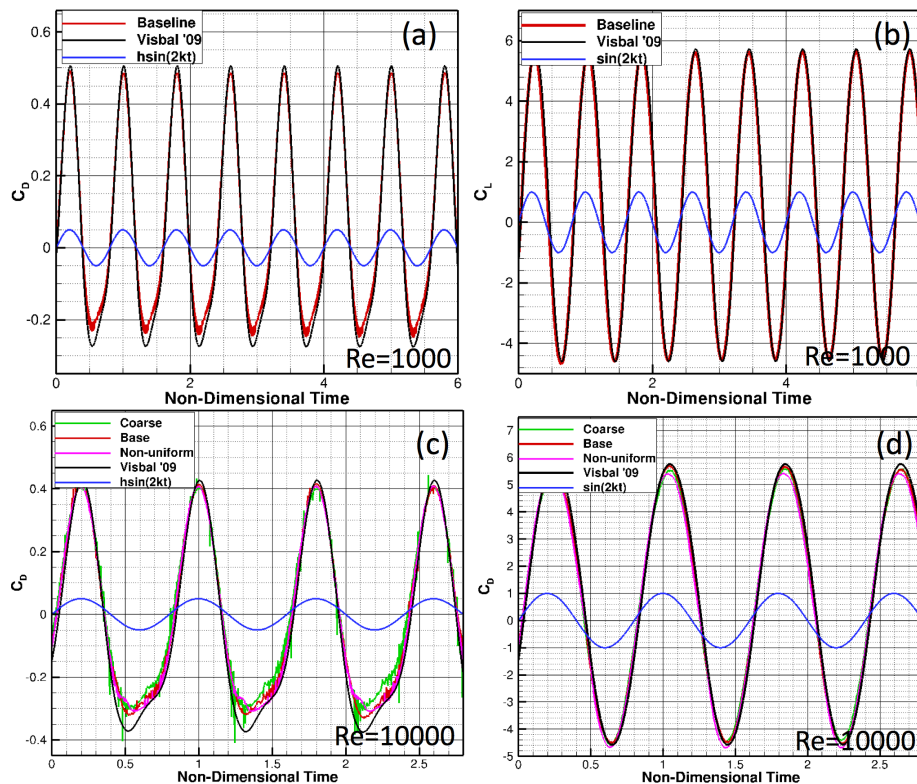 (a)
Baseline
Visbal '09
hsin(2kt)
0.6
0.4
0.2
0
-0.2
C_D
Re=1000
0 2 4 6
Non-Dimensional Time
(b)
Baseline
Visbal '09
sin(2kt)
6
4
2
0
-2
-4
C_L
Re=1000
0 2 4 6
Non-Dimensional Time
(c)
Coarse
Base
Non-uniform
Visbal '09
hsin(2kt)
0.6
0.4
0.2
0
-0.2
-0.4
C_D
Re=10000
0 0.5 1 1.5 2 2.5
Non-Dimensional Time
(d)
Coarse
Base
Non-uniform
Visbal '09
sin(2kt)
7
6
5
4
3
2
1
0
-1
-2
-3
-4
-5
C_D
Re=10000
0 0.5 1 1.5 2 2.5
Non-Dimensional Time